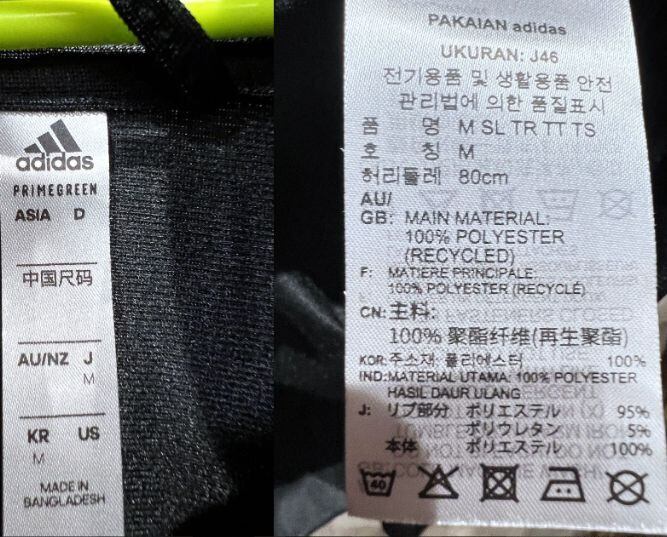 adidas
PRIMEGREEN
ASIA D
中国尺码
AU/NZ J
M
KR US
M
MADE IN
BANGLADESH
PAKAIAN adidas
UKURAN: J46
전기용품 및 생활용품 안전
관리법에 의한 품질표시
품 명 M SL TR TT TS
호 칭 M
허리둘레 80cm
AU/
GB: MAIN MATERIAL:
100% POLYESTER
(RECYCLED)
F: MATIERE PRINCIPALE:
100% POLYESTER (RECYCLÉ)
CN: 主料:
100% 聚酯纤维(再生聚酯)
KOR: 주소재: 폴리에스터 100%
IND: MATERIAL UTAMA: 100% POLYESTER
HASIL DAUR ULANG
J: リブ部分 ポリエステル 95%
ポリウレタン 5%
本体 ポリエステル 100%
40